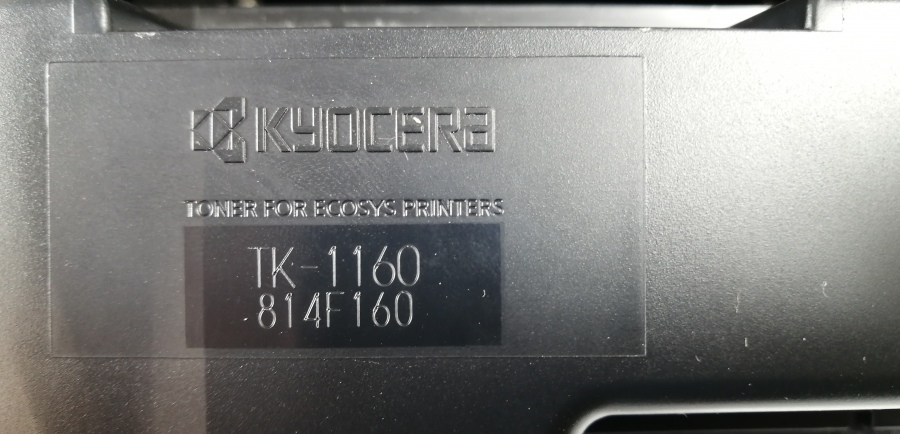 KYOCERA
TONER FOR ECOSYS PRINTERS
TK-1160
814F160